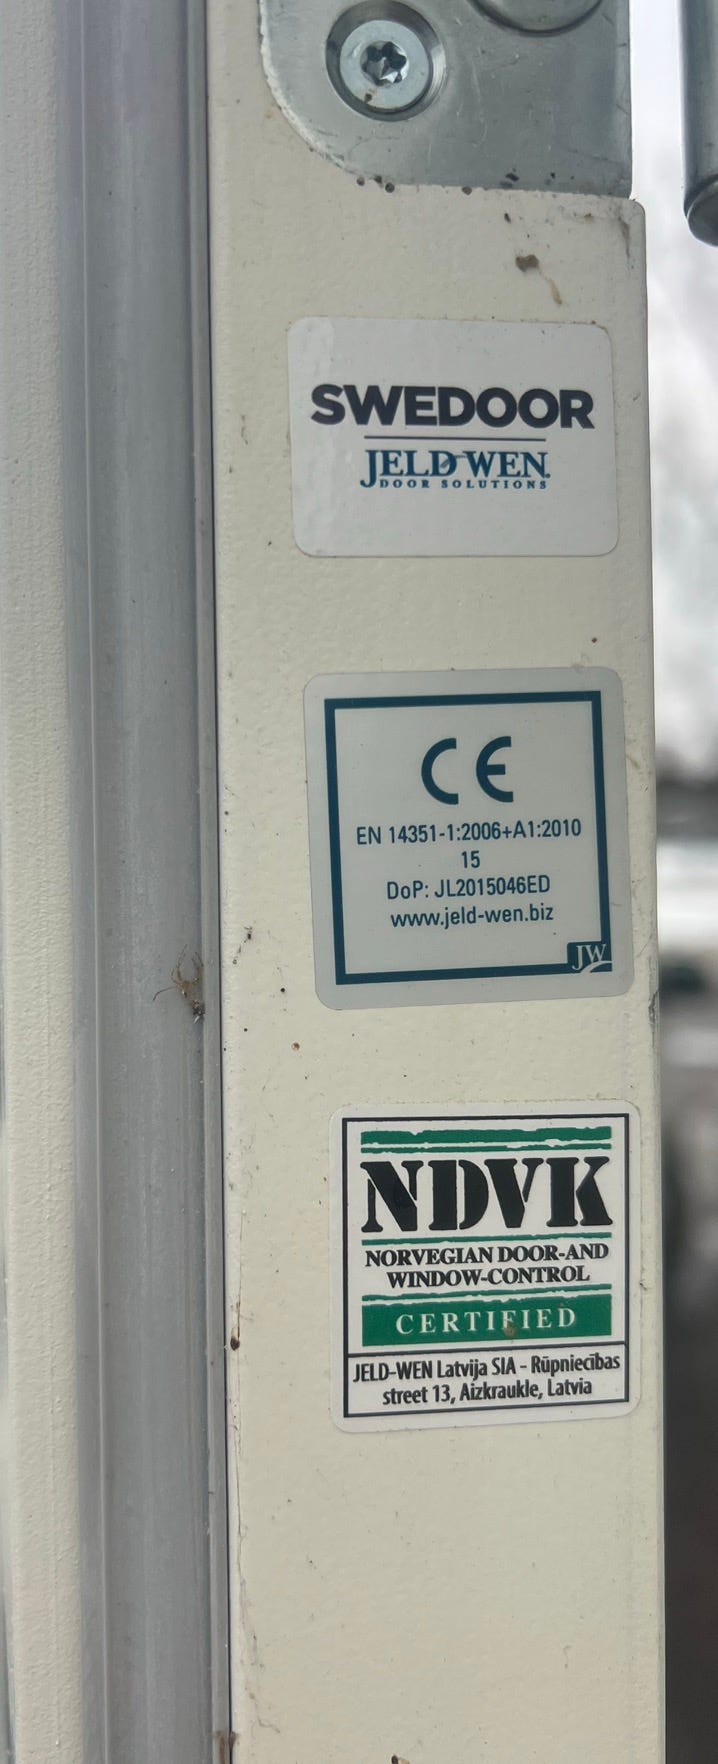 SWEDOOR
JELD-WEN.
DOOR SOLUTIONS
CE
EN 14351-1:2006+A1:2010
15
DoP: JL2015046ED
www.jeld-wen.biz
JW
NDVK
NORVEGIAN DOOR-AND
WINDOW-CONTROL
CERTIFIED
JELD-WEN Latvija SIA - Rūpniecības
street 13, Aizkraukle, Latvia